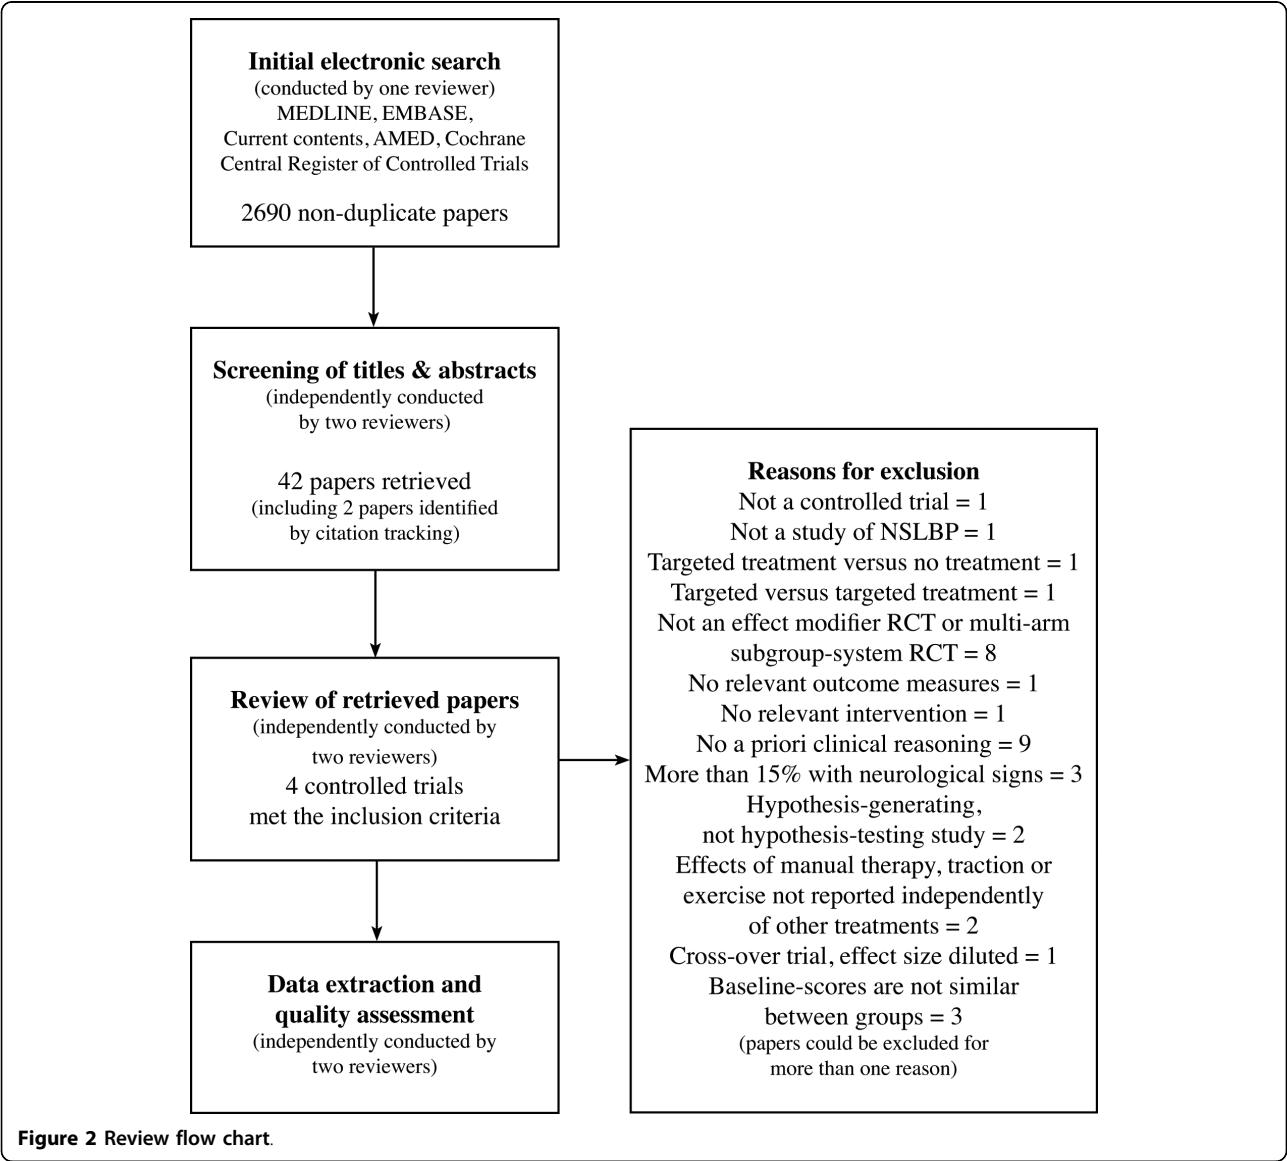 Initial electronic search
(conducted by one reviewer)
MEDLINE, EMBASE,
Current contents, AMED, Cochrane
Central Register of Controlled Trials
2690 non-duplicate papers
Screening of titles & abstracts
(independently conducted
by two reviewers)
42 papers retrieved
(including 2 papers identified
by citation tracking)
Review of retrieved papers
(independently conducted by
two reviewers)
4 controlled trials
met the inclusion criteria
Reasons for exclusion
Not a controlled trial = 1
Not a study of NSLBP = 1
Targeted treatment versus no treatment = 1
Targeted versus targeted treatment = 1
Not an effect modifier RCT or multi-arm
subgroup-system RCT = 8
No relevant outcome measures = 1
No relevant intervention = 1
No a priori clinical reasoning = 9
More than 15% with neurological signs = 3
Hypothesis-generating,
not hypothesis-testing study = 2
Effects of manual therapy, traction or
exercise not reported independently
of other treatments = 2
Cross-over trial, effect size diluted = 1
Baseline-scores are not similar
between groups = 3
(papers could be excluded for
more than one reason)
Data extraction and
quality assessment
(independently conducted by
two reviewers)
Figure 2 Review flow chart.